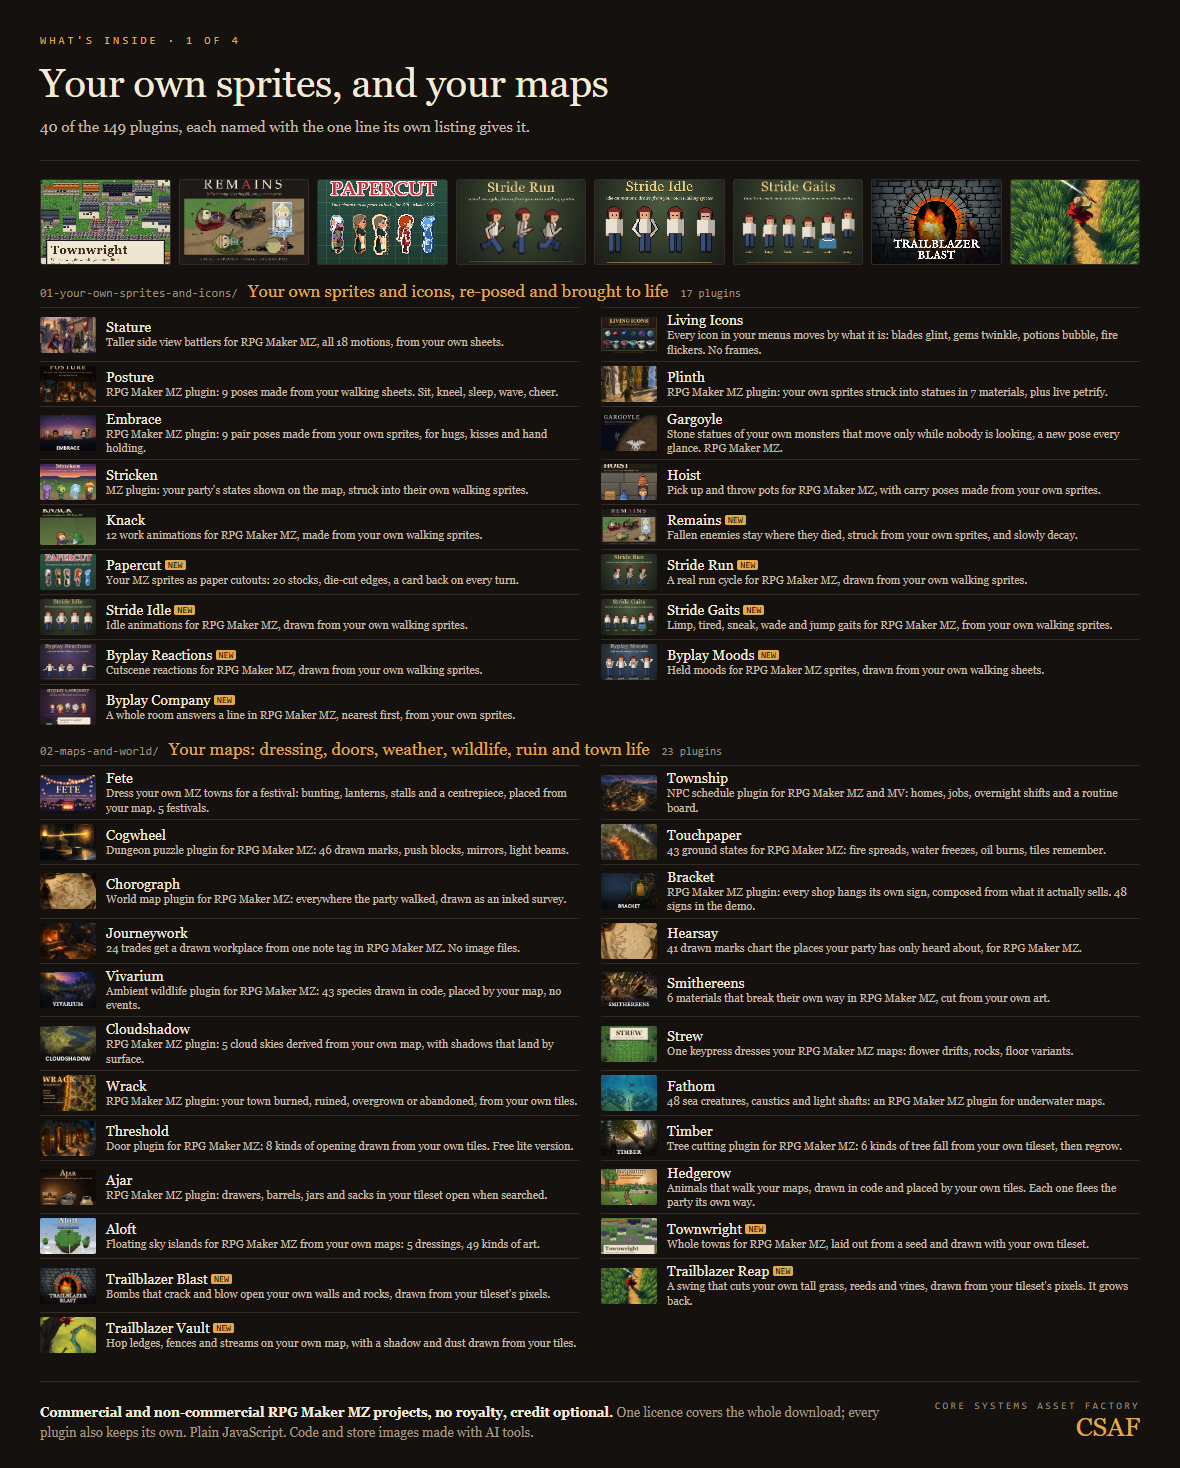 WHAT'S INSIDE · 1 OF 4
Your own sprites, and your maps
40 of the 149 plugins, each named with the one line its own listing gives it.
Townwright
REMAINS
PAPERCUT
Stride Run
Stride Idle
Stride Gaits
TRAILBLAZER
BLAST
01-your-own-sprites-and-icons/ Your own sprites and icons, re-posed and brought to life 17 plugins
Stature
Taller side view battlers for RPG Maker MZ, all 18 motions, from your own sheets.
LIVING ICONS
Living Icons
Every icon in your menus moves by what it is: blades glint, gems twinkle, potions bubble, fire
flickers. No frames.
POSTURE
Posture
RPG Maker MZ plugin: 9 poses made from your walking sheets. Sit, kneel, sleep, wave, cheer.
Plinth
RPG Maker MZ plugin: your own sprites struck into statues in 7 materials, plus live petrify.
EMBRACE
Embrace
RPG Maker MZ plugin: 9 pair poses made from your own sprites, for hugs, kisses and hand
holding.
GARGOYLE
Gargoyle
Stone statues of your own monsters that move only while nobody is looking, a new pose every
glance. RPG Maker MZ.
Stricken
Stricken
MZ plugin: your party's states shown on the map, struck into their own walking sprites.
HOIST
Hoist
Pick up and throw pots for RPG Maker MZ, with carry poses made from your own sprites.
KNACK
Knack
12 work animations for RPG Maker MZ, made from your own sprites.
REMAINS
Remains NEW
Fallen enemies stay where they died, struck from your own sprites, and slowly decay.
PAPERCUT
Papercut NEW
Your MZ sprites as paper cutouts: 20 stocks, die-cut edges, a card back on every turn.
Stride Run
Stride Run NEW
A real run cycle for RPG Maker MZ, drawn from your own walking sprites.
Stride Idle
Stride Idle NEW
Idle animations for RPG Maker MZ, drawn from your own walking sprites.
Stride Gaits
Stride Gaits NEW
Limp, tired, sneak, wade and jump gaits for RPG Maker MZ, from your own walking sprites.
Byplay Reactions
Byplay Reactions NEW
Cutscene reactions for RPG Maker MZ, drawn from your own walking sprites.
Byplay Moods
Byplay Moods NEW
Held moods for RPG Maker MZ sprites, drawn from your own walking sheets.
Byplay Company
Byplay Company NEW
A whole room answers a line in RPG Maker MZ, nearest first, from your own sprites.
02-maps-and-world/ Your maps: dressing, doors, weather, wildlife, ruin and town life 23 plugins
FETE
Fete
Dress your own MZ towns for a festival: bunting, lanterns, stalls and a centrepiece, placed from
your map. 5 festivals.
Township
NPC schedule plugin for RPG Maker MZ and MV: homes, jobs, overnight shifts and a routine
board.
Cogwheel
Dungeon puzzle plugin for RPG Maker MZ: 46 drawn marks, push blocks, mirrors, light beams.
Touchpaper
43 ground states for RPG Maker MZ: fire spreads, water freezes, oil burns, tiles remember.
Chorograph
World map plugin for RPG Maker MZ: everywhere the party walked, drawn as an inked survey.
BRACKET
Bracket
RPG Maker MZ plugin: every shop hangs its own sign, composed from what it actually sells. 48
signs in the demo.
Journeywork
24 trades get a drawn workplace from one note tag in RPG Maker MZ. No image files.
Hearsay
41 drawn marks chart the places your party has only heard about, for RPG Maker MZ.
VIVARIUM
Vivarium
Ambient wildlife plugin for RPG Maker MZ: 43 species drawn in code, placed by your map, no
events.
SMITHEREENS
Smithereens
6 materials that break their own way in RPG Maker MZ, cut from your own art.
CLOUDSHADOW
Cloudshadow
RPG Maker MZ plugin: 5 cloud skies derived from your own map, with shadows that land by
surface.
STREW
Strew
One keypress dresses your RPG Maker MZ maps: flower drifts, rocks, floor variants.
WRACK
Wrack
RPG Maker MZ plugin: your town burned, ruined, overgrown or abandoned, from your own tiles.
Fathom
48 sea creatures, caustics and light shafts: an RPG Maker MZ plugin for underwater maps.
Threshold
Door plugin for RPG Maker MZ: 8 kinds of opening drawn from your own tiles. Free lite version.
TIMBER
Timber
Tree cutting plugin for RPG Maker MZ: 6 kinds of tree fall from your own tileset, then regrow.
AJAR
Ajar
RPG Maker MZ plugin: drawers, barrels, jars and sacks in your tileset open when searched.
Hedgerow
Animals that walk your maps, drawn in code and placed by your own tiles. Each one flees the
party its own way.
Aloft
Aloft
Floating sky islands for RPG Maker MZ from your own maps: 5 dressings, 49 kinds of art.
Townwright
Townwright NEW
Whole towns for RPG Maker MZ, laid out from a seed and drawn with your own tileset.
TRAILBLAZER
BLAST
Trailblazer Blast NEW
Bombs that crack and blow open your own walls and rocks, drawn from your tileset's pixels.
Trailblazer Reap NEW
A swing that cuts your own tall grass, reeds and vines, drawn from your tileset's pixels. It grows
back.
Trailblazer Vault NEW
Hop ledges, fences and streams on your own map, with a shadow and dust drawn from your tiles.
Commercial and non-commercial RPG Maker MZ projects, no royalty, credit optional. One licence covers the whole download; every
plugin also keeps its own. Plain JavaScript. Code and store images made with AI tools.
CORE SYSTEMS ASSET FACTORY
CSAF